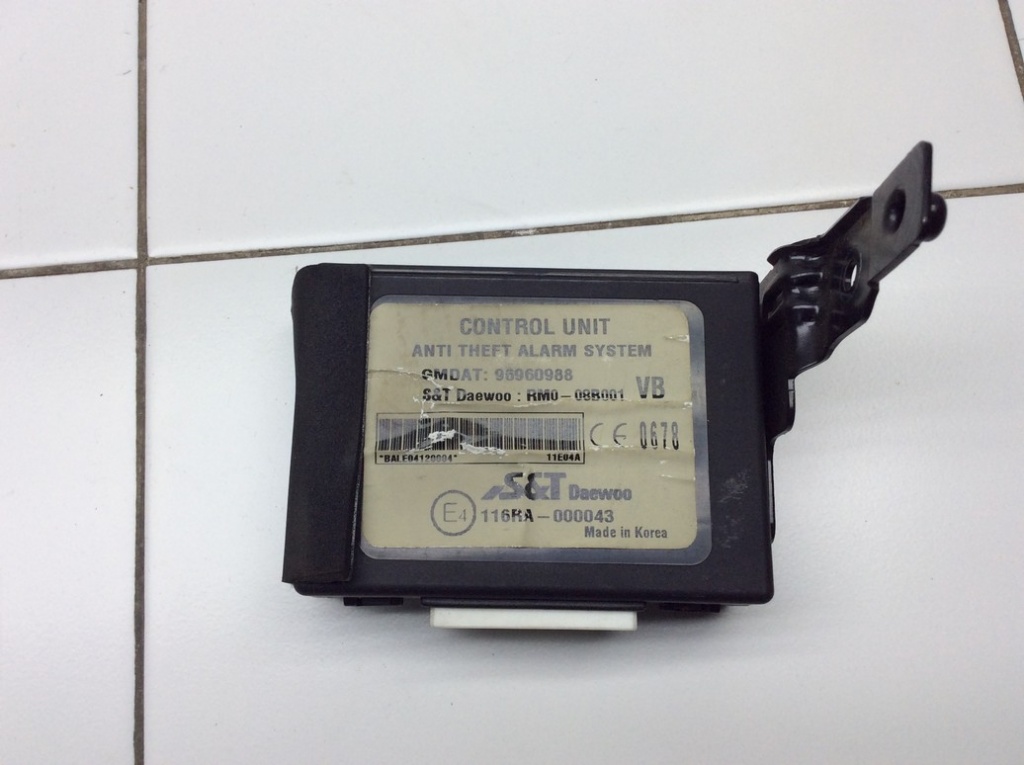 CONTROL UNIT
ANTI THEFT ALARM SYSTEM
GMDAT: 96960988
S&T Daewoo : RM0-08B001 VB
CE 0678
"BALE04120004" 11E04A
S&T Daewoo
E4 116RA-000043
Made in Korea